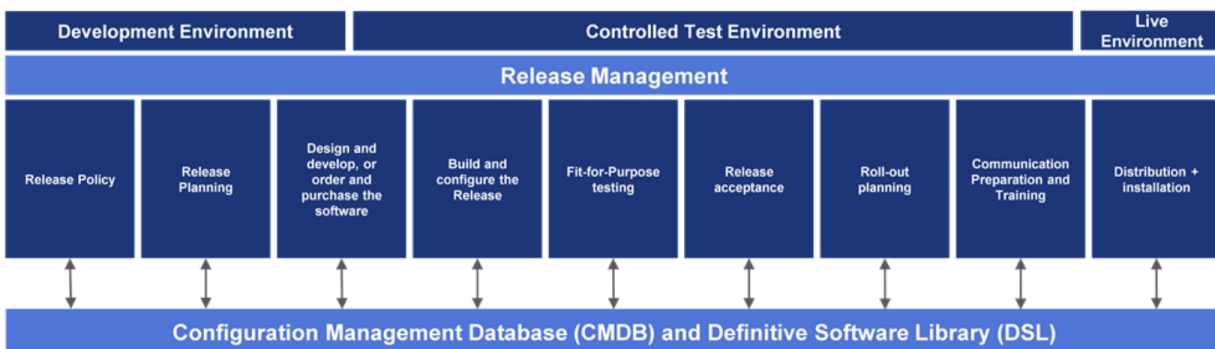 Development Environment
Controlled Test Environment
Live
Environment
Release Management
Release Policy
Release
Planning
Design and
develop, or
order and
purchase the
software
Build and
configure the
Release
Fit-for-Purpose
testing
Release
acceptance
Roll-out
planning
Communication
Preparation and
Training
Distribution +
installation
Configuration Management Database (CMDB) and Definitive Software Library (DSL)